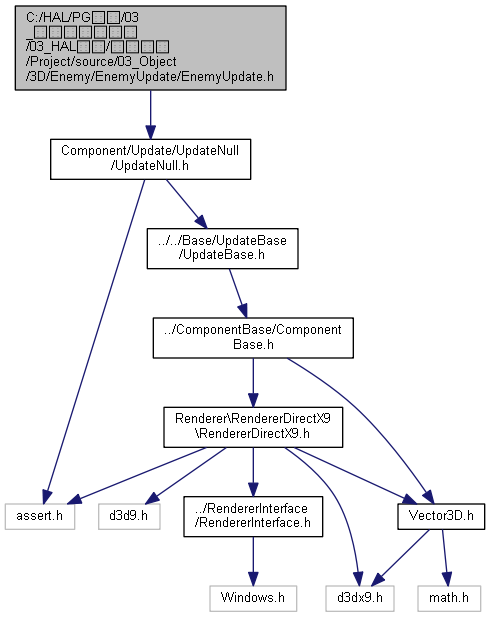 C:/HAL/PG□□/03
_□□□□□□□□
/03_HAL□□/□□□□
/Project/source/03_Object
/3D/Enemy/EnemyUpdate/EnemyUpdate.h
Component/Update/UpdateNull
/UpdateNull.h
../../Base/UpdateBase
/UpdateBase.h
../ComponentBase/Component
Base.h
Renderer\RendererDirectX9
\RendererDirectX9.h
assert.h
d3d9.h
../RendererInterface
/RendererInterface.h
Vector3D.h
Windows.h
d3dx9.h
math.h